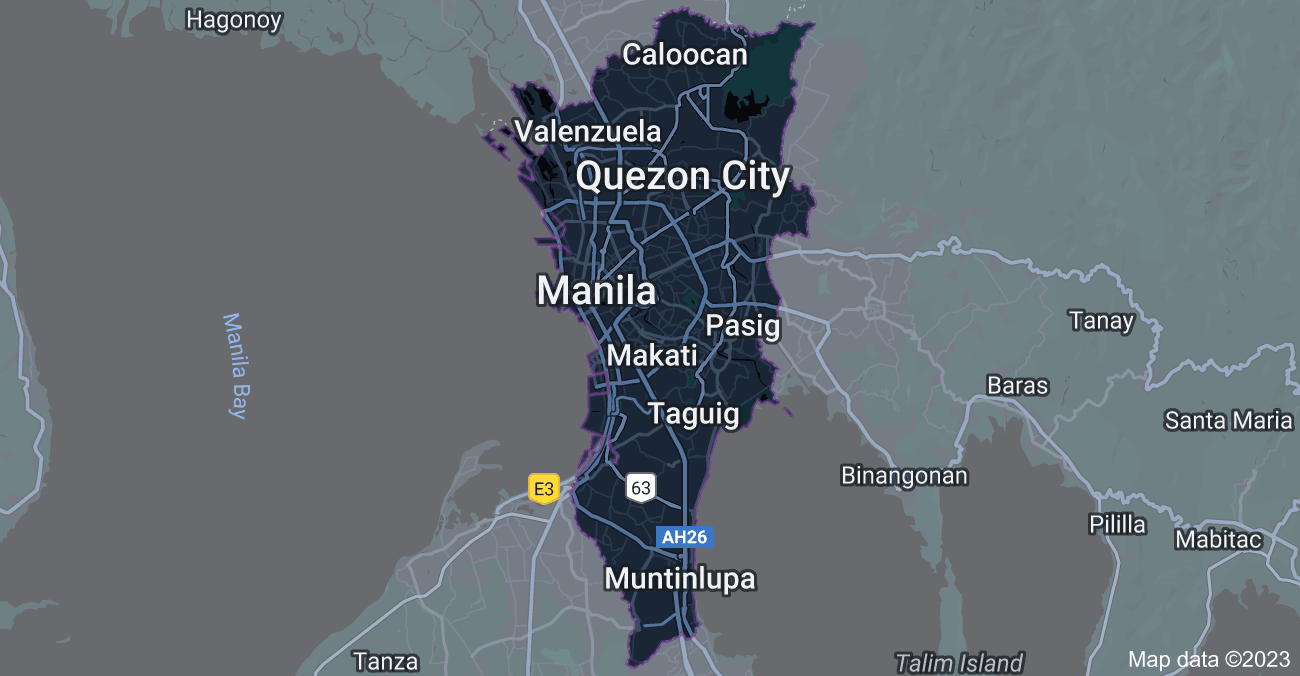 Hagonoy
Caloocan
Valenzuela
Quezon City
Manila
Manila Bay
Pasig
Tanay
Makati
Baras
Taguig
Santa Maria
Binangonan
E3
63
Pililla
AH26
Mabitac
Muntinlupa
Tanza
Talim Island
Map data ©2023